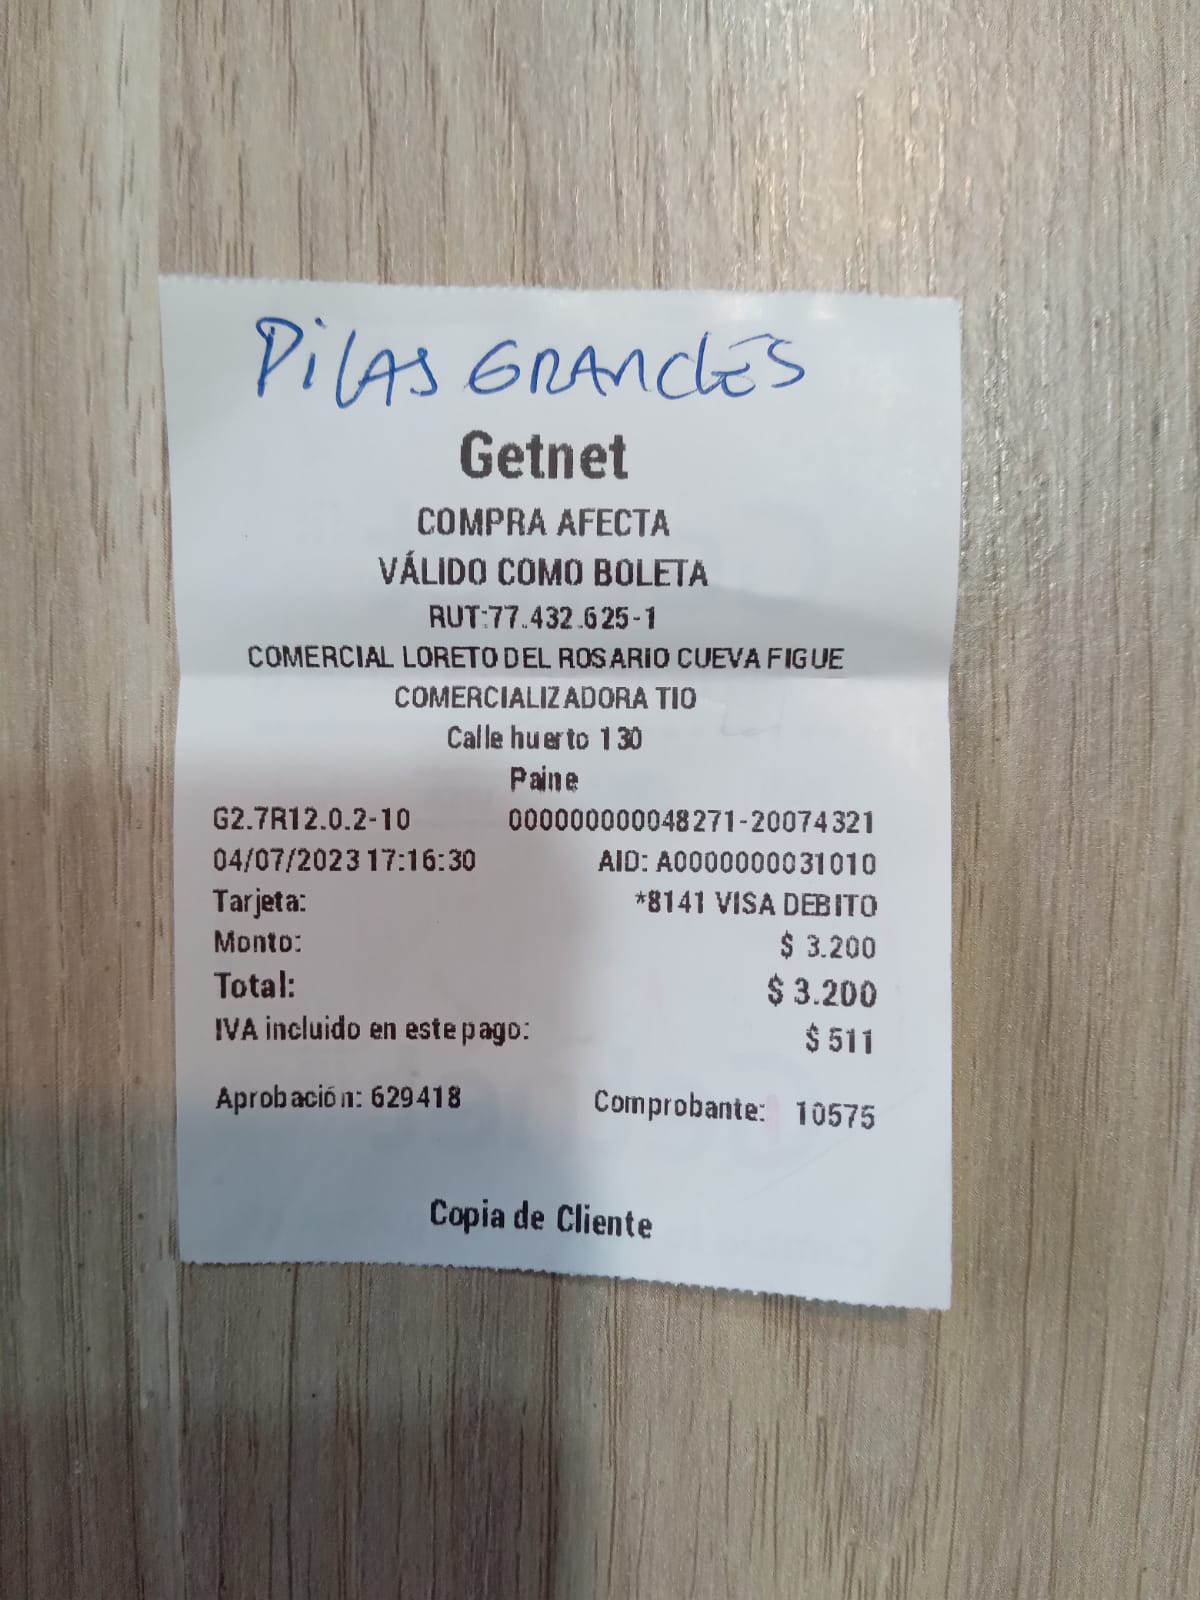 PILAS GRANdES
Getnet
COMPRA AFECTA
VÁLIDO COMO BOLETA
RUT:77.432.625-1
COMERCIAL LORETO DEL ROSARIO CUEVA FIGUE
COMERCIALIZADORA TIO
Calle huerto 130
Paine
G2.7R12.0.2-10 000000000048271-20074321
04/07/2023 17:16:30 AID: A0000000031010
Tarjeta: *8141 VISA DEBITO
Monto: $ 3.200
Total: $ 3.200
IVA incluido en este pago: $ 511
Aprobación: 629418 Comprobante: 10575
Copia de Cliente